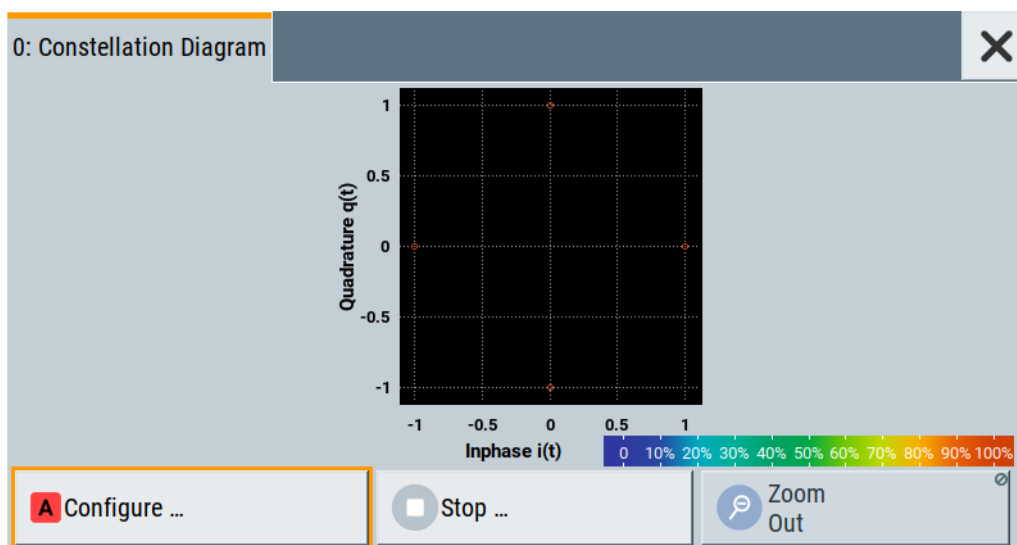 0: Constellation Diagram
1
0.5
0
-0.5
-1
Quadrature q(t)
-1 -0.5 0 0.5 1
Inphase i(t)
0 10% 20% 30% 40% 50% 60% 70% 80% 90% 100%
A Configure ...
Stop ...
Zoom
Out